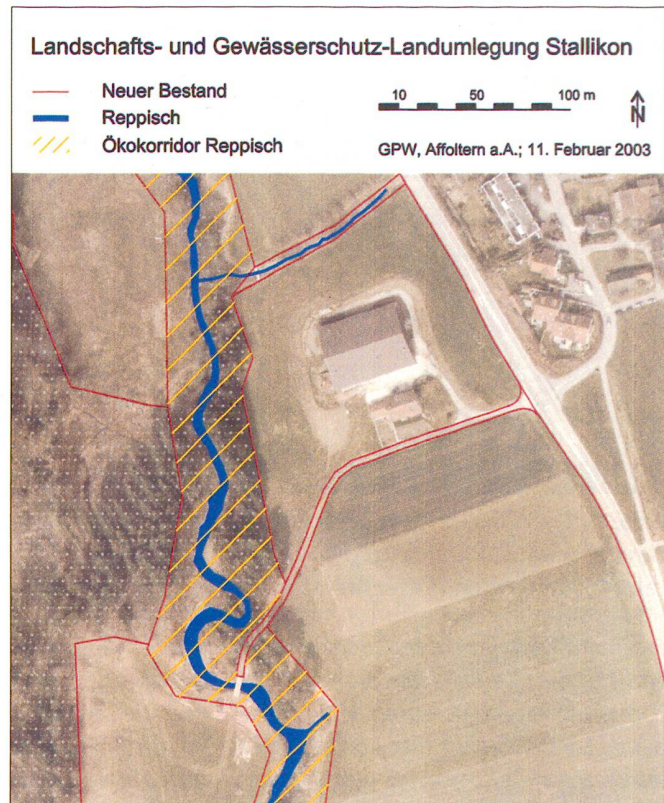 Landschafts- und Gewässerschutz-Landumlegung Stallikon
Neuer Bestand
Reppisch
Ökokorridor Reppisch
10 50 100 m
N
GPW, Affoltern a.A.; 11. Februar 2003